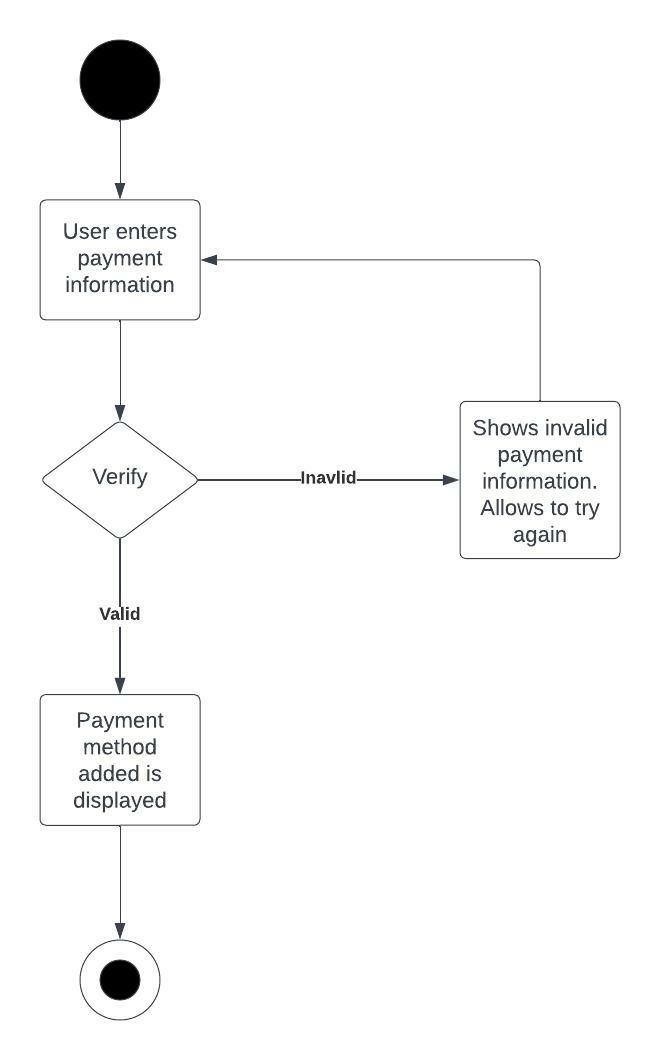 User enters
payment
information
Verify
Inavlid
Shows invalid
payment
information.
Allows to try
again
Valid
Payment
method
added is
displayed